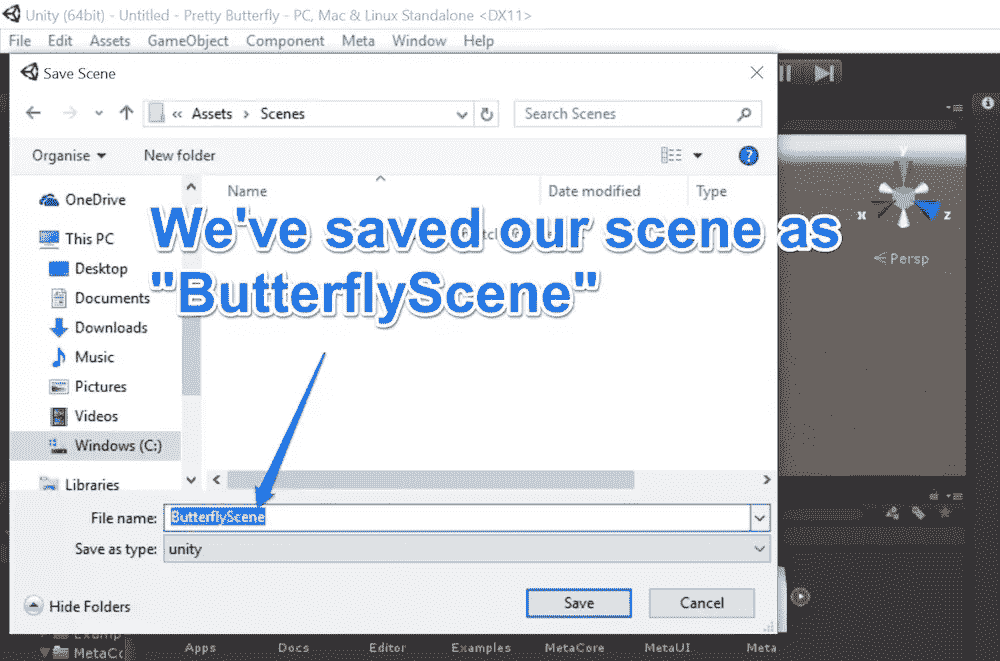 Unity (64bit) - Untitled - Pretty Butterfly - PC, Mac & Linux Standalone <DX11>
File Edit Assets GameObject Component Meta Window Help
Save Scene
« Assets › Scenes
Search Scenes
Organise
New folder
?
Name
Date modified
Type
OneDrive
This PC
Desktop
Documents
Downloads
Music
Pictures
Videos
Windows (C:)
Libraries
We've saved our scene as
"ButterflyScene"
y
x
z
Persp
File name: ButterflyScene
Save as type: unity
Hide Folders
Save
Cancel
MetaCo
Apps Docs Editor Examples MetaCore MetaUI Meta